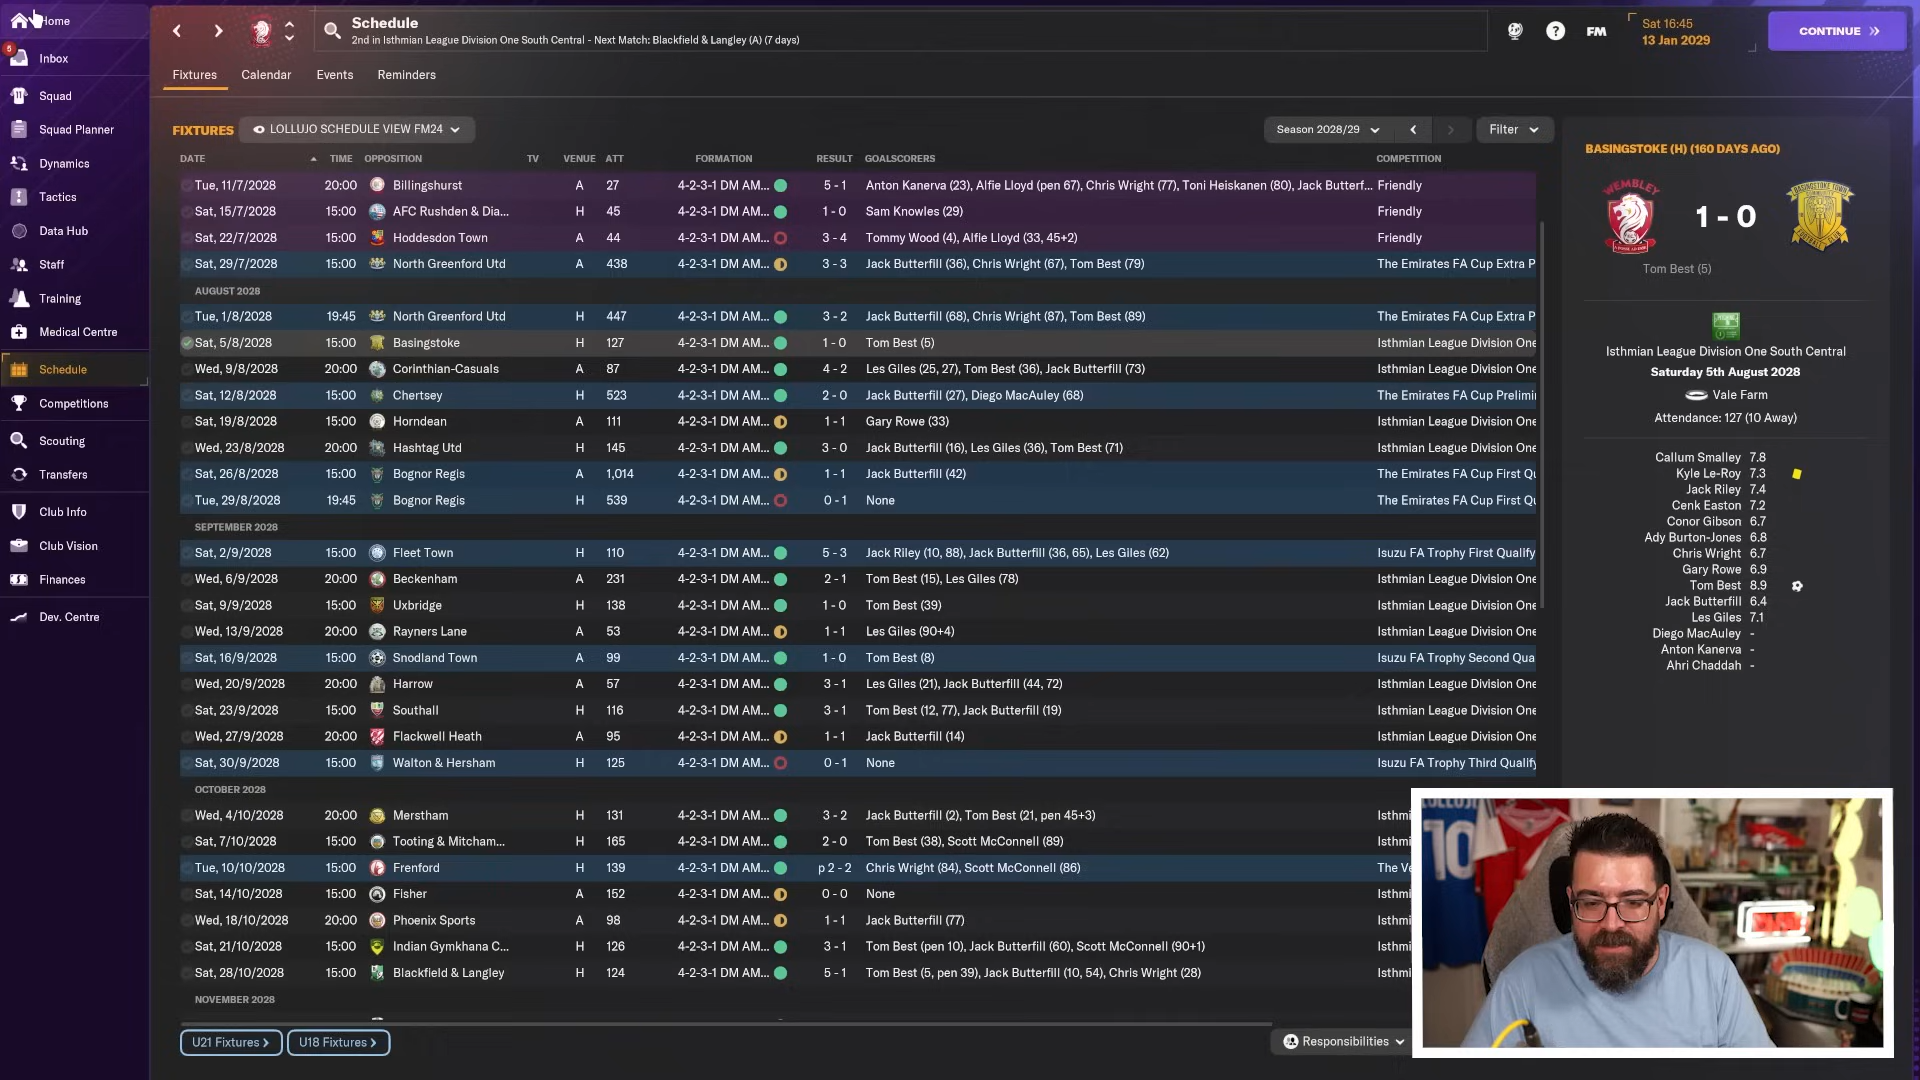 Home
Schedule
2nd in Isthmian League Division One South Central - Next Match: Blackfield & Langley (A) (7 days)
FM
Sat 16:45
13 Jan 2029
CONTINUE
6
Inbox
Squad
Squad Planner
Dynamics
Tactics
Data Hub
Staff
Training
Medical Centre
Schedule
Competitions
Scouting
Transfers
Club Info
Club Vision
Finances
Dev. Centre
Fixtures Calendar Events Reminders
FIXTURES LOLLUJO SCHEDULE VIEW FM24 Season 2028/29 Filter
DATE TIME OPPOSITION TV VENUE ATT FORMATION RESULT GOALSCORERS COMPETITION
Tue, 11/7/2028 20:00 Billingshurst A 27 4-2-3-1 DM AM... 5 - 1 Anton Kanerva (23), Alfie Lloyd (pen 67), Chris Wright (77), Toni Heiskanen (80), Jack Butterf... Friendly
Sat, 15/7/2028 15:00 AFC Rushden & Dia... H 45 4-2-3-1 DM AM... 1 - 0 Sam Knowles (29) Friendly
Sat, 22/7/2028 15:00 Hoddesdon Town A 44 4-2-3-1 DM AM... 3 - 4 Tommy Wood (4), Alfie Lloyd (33, 45+2) Friendly
Sat, 29/7/2028 15:00 North Greenford Utd A 438 4-2-3-1 DM AM... 3 - 3 Jack Butterfill (36), Chris Wright (67), Tom Best (79) The Emirates FA Cup Extra P
AUGUST 2028
Tue, 1/8/2028 19:45 North Greenford Utd H 447 4-2-3-1 DM AM... 3 - 2 Jack Butterfill (68), Chris Wright (87), Tom Best (89) The Emirates FA Cup Extra P
Sat, 5/8/2028 15:00 Basingstoke H 127 4-2-3-1 DM AM... 1 - 0 Tom Best (5) Isthmian League Division One
Wed, 9/8/2028 20:00 Corinthian-Casuals A 87 4-2-3-1 DM AM... 4 - 2 Les Giles (25, 27), Tom Best (36), Jack Butterfill (73) Isthmian League Division One
Sat, 12/8/2028 15:00 Chertsey H 523 4-2-3-1 DM AM... 2 - 0 Jack Butterfill (27), Diego MacAuley (68) The Emirates FA Cup Prelimi
Sat, 19/8/2028 15:00 Horndean A 111 4-2-3-1 DM AM... 1 - 1 Gary Rowe (33) Isthmian League Division One
Wed, 23/8/2028 20:00 Hashtag Utd H 145 4-2-3-1 DM AM... 3 - 0 Jack Butterfill (16), Les Giles (36), Tom Best (71) Isthmian League Division One
Sat, 26/8/2028 15:00 Bognor Regis A 1,014 4-2-3-1 DM AM... 1 - 1 Jack Butterfill (42) The Emirates FA Cup First Qu
Tue, 29/8/2028 19:45 Bognor Regis H 539 4-2-3-1 DM AM... 0 - 1 None The Emirates FA Cup First Qu
SEPTEMBER 2028
Sat, 2/9/2028 15:00 Fleet Town H 110 4-2-3-1 DM AM... 5 - 3 Jack Riley (10, 88), Jack Butterfill (36, 65), Les Giles (62) Isuzu FA Trophy First Qualify
Wed, 6/9/2028 20:00 Beckenham A 231 4-2-3-1 DM AM... 2 - 1 Tom Best (15), Les Giles (78) Isthmian League Division One
Sat, 9/9/2028 15:00 Uxbridge H 138 4-2-3-1 DM AM... 1 - 0 Tom Best (39) Isthmian League Division One
Wed, 13/9/2028 20:00 Rayners Lane A 53 4-2-3-1 DM AM... 1 - 1 Les Giles (90+4) Isthmian League Division One
Sat, 16/9/2028 15:00 Snodland Town A 99 4-2-3-1 DM AM... 1 - 0 Tom Best (8) Isuzu FA Trophy Second Qua
Wed, 20/9/2028 20:00 Harrow A 57 4-2-3-1 DM AM... 3 - 1 Les Giles (21), Jack Butterfill (44, 72) Isthmian League Division One
Sat, 23/9/2028 15:00 Southall H 116 4-2-3-1 DM AM... 3 - 1 Tom Best (12, 77), Jack Butterfill (19) Isthmian League Division One
Wed, 27/9/2028 20:00 Flackwell Heath A 95 4-2-3-1 DM AM... 1 - 1 Jack Butterfill (14) Isthmian League Division One
Sat, 30/9/2028 15:00 Walton & Hersham H 125 4-2-3-1 DM AM... 0 - 1 None Isuzu FA Trophy Third Qualify
OCTOBER 2028
Wed, 4/10/2028 20:00 Merstham H 131 4-2-3-1 DM AM... 3 - 2 Jack Butterfill (2), Tom Best (21, pen 45+3) Isthmi
Sat, 7/10/2028 15:00 Tooting & Mitcham... H 165 4-2-3-1 DM AM... 2 - 0 Tom Best (38), Scott McConnell (89) Isthmi
Tue, 10/10/2028 15:00 Frenford H 139 4-2-3-1 DM AM... p 2 - 2 Chris Wright (84), Scott McConnell (86) The Ve
Sat, 14/10/2028 15:00 Fisher A 152 4-2-3-1 DM AM... 0 - 0 None Isthmi
Wed, 18/10/2028 20:00 Phoenix Sports A 98 4-2-3-1 DM AM... 1 - 1 Jack Butterfill (77) Isthmi
Sat, 21/10/2028 15:00 Indian Gymkhana C... H 126 4-2-3-1 DM AM... 3 - 1 Tom Best (pen 10), Jack Butterfill (60), Scott McConnell (90+1) Isthmi
Sat, 28/10/2028 15:00 Blackfield & Langley H 124 4-2-3-1 DM AM... 5 - 1 Tom Best (5, pen 39), Jack Butterfill (10, 54), Chris Wright (28) Isthmi
NOVEMBER 2028
U21 Fixtures U18 Fixtures Responsibilities
BASINGSTOKE (H) (160 DAYS AGO)
WEMBLEY
1 - 0
Tom Best (5)
Isthmian League Division One South Central
Saturday 5th August 2028
Vale Farm
Attendance: 127 (10 Away)
Callum Smalley 7.8
Kyle Le-Roy 7.3
Jack Riley 7.4
Cenk Easton 7.2
Conor Gibson 6.7
Ady Burton-Jones 6.8
Chris Wright 6.7
Gary Rowe 6.9
Tom Best 8.9
Jack Butterfill 6.4
Les Giles 7.1
Diego MacAuley -
Anton Kanerva -
Ahri Chaddah -
10